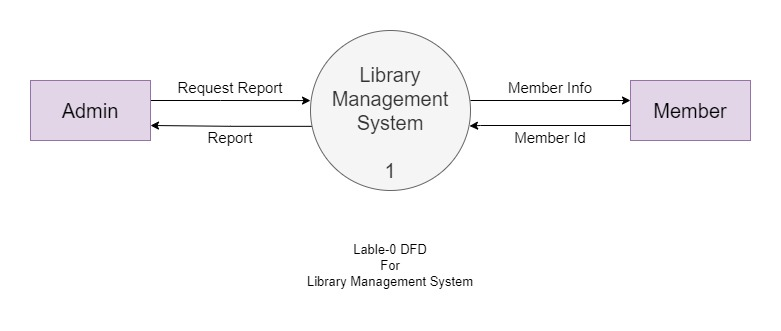 Admin
Request Report
Report
Library
Management
System
1
Member Info
Member Id
Member
Lable-0 DFD
For
Library Management System